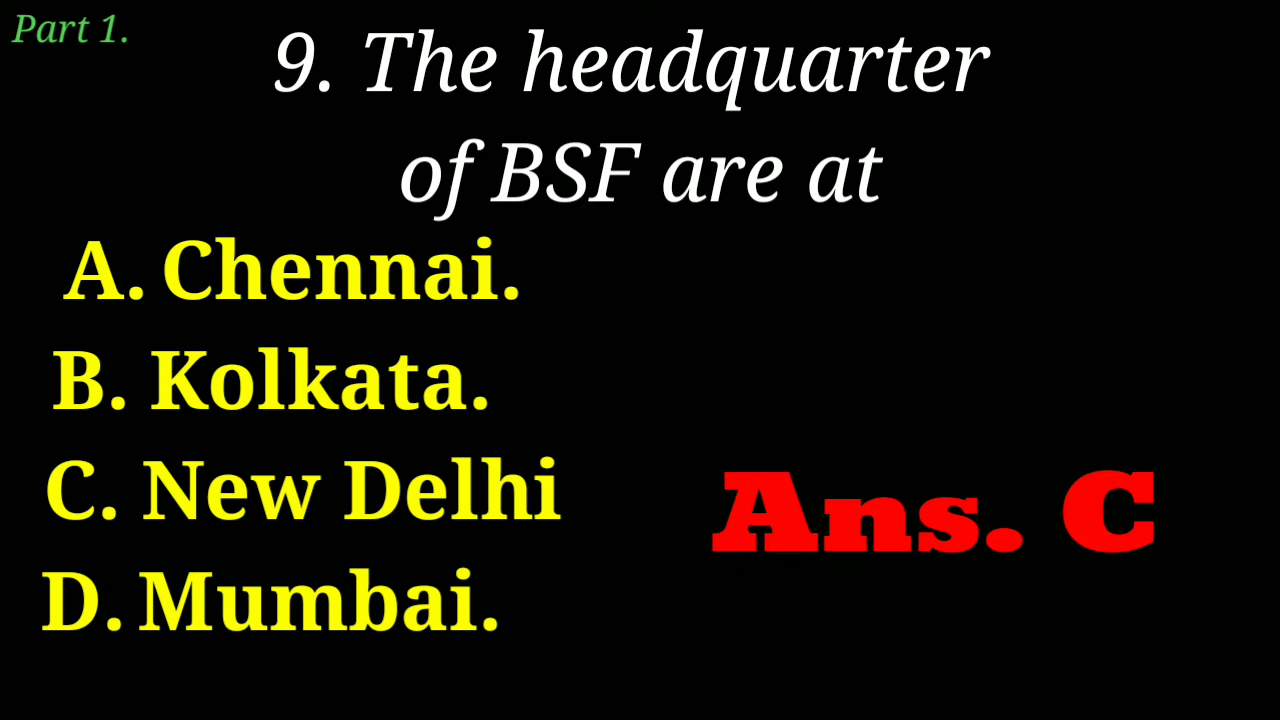 Part 1.
9. The headquarter
of BSF are at
A. Chennai.
B. Kolkata.
C. New Delhi
Ans. C
D. Mumbai.